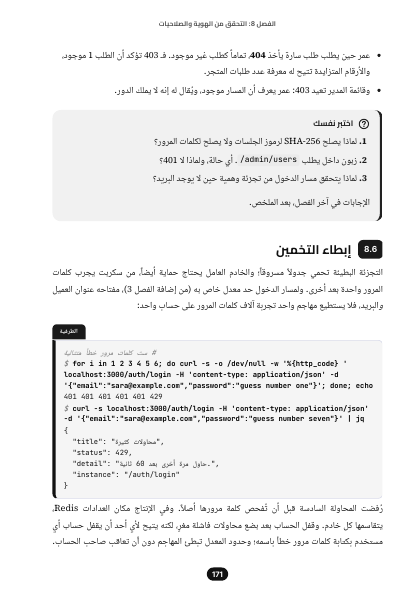 الفصل 8: التحقق من الهوية والصلاحيات
• عمر حين يطلب طلب سارة يأخذ 404، تماماً كطلب غير موجود. فـ 403 تؤكد أن الطلب 1 موجود،
والأرقام المتزايدة تتيح له معرفة عدد طلبات المتجر.
• وقائمة المدير تعيد 403: عمر يعرف أن المسار موجود، ويُقال له إنه لا يملك الدور.
اختبر نفسك
1. لماذا يصلح SHA-256 لرموز الجلسات ولا يصلح لكلمات المرور؟
2. زبون داخل يطلب /admin/users. أي حالة، ولماذا لا 401؟
3. لماذا يتحقق مسار الدخول من تجزئة وهمية حين لا يوجد البريد؟
الإجابات في آخر الفصل، بعد الملخص.
8.6 إبطاء التخمين
التجزئة البطيئة تحمي جدولاً مسروقاً؛ والخادم العامل يحتاج حماية أيضاً، من سكريت يجرب كلمات
المرور واحدة بعد أخرى. ولمسار الدخول حد معدل خاص به (من إضافة الفصل 3)، مفتاحه عنوان العميل
والبريد، فلا يستطيع مهاجم واحد تجربة آلاف كلمات المرور على حساب واحد:
الطرفية
# ست كلمات مرور خطأ متتالية
$ for i in 1 2 3 4 5 6; do curl -s -o /dev/null -w '%{http_code} '
localhost:3000/auth/login -H 'content-type: application/json' -d
'{"email":"sara@example.com","password":"guess number one"}'; done; echo
401 401 401 401 401 429
$ curl -s localhost:3000/auth/login -H 'content-type: application/json'
-d '{"email":"sara@example.com","password":"guess number seven"}' | jq
{
"title": "محاولات كثيرة",
"status": 429,
"detail": "حاول مرة أخرى بعد 60 ثانية.",
"instance": "/auth/login"
}
رُفضت المحاولة السادسة قبل أن تُفحص كلمة مرورها أصلاً. وفي الإنتاج مكان العدادات Redis،
يتقاسمها كل خادم. وقفل الحساب بعد بضع محاولات فاشلة مغرٍ، لكنه يتيح لأي أحد أن يقفل حساب أي
مستخدم بكتابة كلمات مرور خطأ باسمه؛ وحدود المعدل تبطئ المهاجم دون أن تعاقب صاحب الحساب.
171